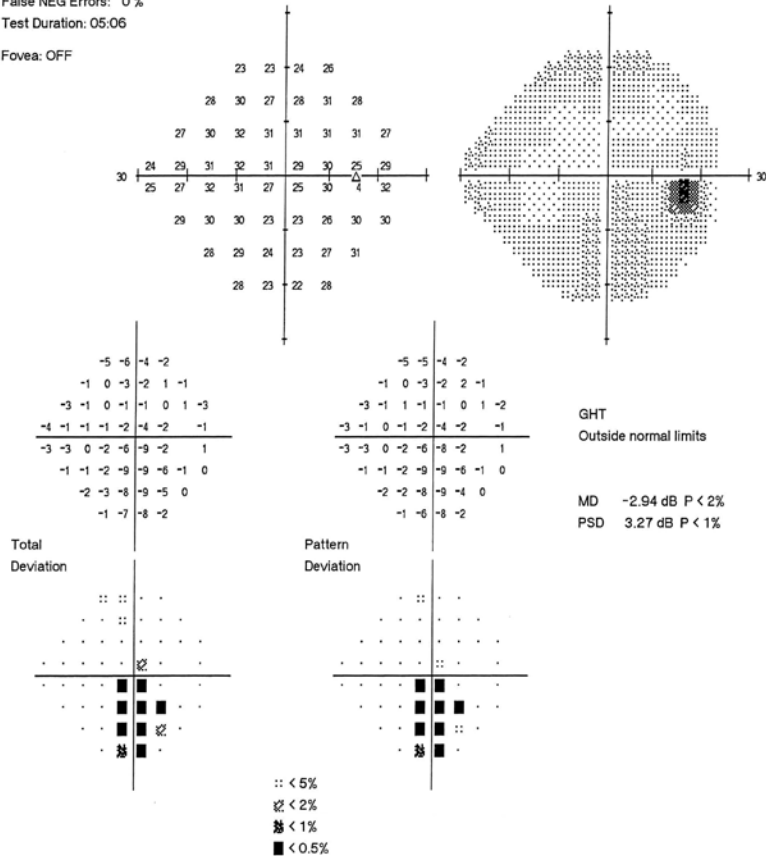 False NEG Errors: 0 %
Test Duration: 05:06
Fovea: OFF
23 23 24 26
28 30 27 28 31 28
27 30 32 31 31 31 31 27
24 29 31 32 31 29 30 25 29
30 30
25 27 32 31 27 25 30 4 32
29 30 30 23 23 26 30 30
28 29 24 23 27 31
28 23 22 28
-5 -6 -4 -2
-1 0 -3 -2 1 -1
-3 -1 0 -1 -1 0 1 -3
-4 -1 -1 -1 -2 -4 -2 -1
-3 -3 0 -2 -6 -9 -2 1
-1 -1 -2 -9 -9 -6 -1 0
-2 -3 -8 -9 -5 0
-1 -7 -8 -2
Total
Deviation
-5 -5 -4 -2
-1 0 -3 -2 2 -1
-3 -1 1 -1 -1 0 1 -2
-3 -1 0 -1 -2 -4 -2 -1
-3 -3 0 -2 -6 -8 -2 1
-1 -1 -2 -9 -9 -6 -1 0
-2 -2 -8 -9 -4 0
-1 -6 -8 -2
Pattern
Deviation
GHT
Outside normal limits
MD -2.94 dB P < 2%
PSD 3.27 dB P < 1%
< 5%
< 2%
< 1%
< 0.5%